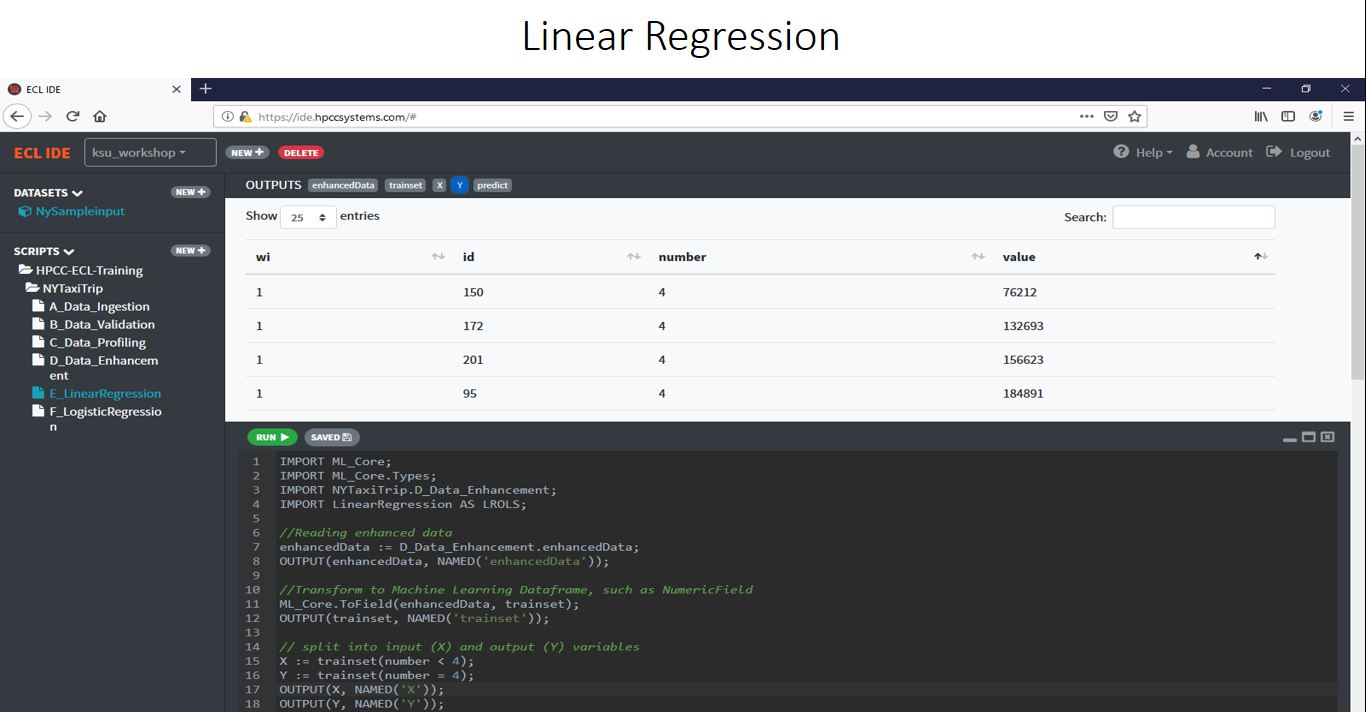 Linear Regression
ECL IDE
https://ide.hpccsystems.com/#
ECL IDE ksu_workshop NEW + DELETE Help Account Logout
DATASETS NEW +
NySampleinput
SCRIPTS NEW +
HPCC-ECL-Training
NYTaxiTrip
A_Data_Ingestion
B_Data_Validation
C_Data_Profiling
D_Data_Enhancem
ent
E_LinearRegression
F_LogisticRegressio
n
OUTPUTS enhancedData trainset X Y predict
Show 25 entries Search:
wi id number value
1 150 4 76212
1 172 4 132693
1 201 4 156623
1 95 4 184891
RUN SAVED
1 IMPORT ML_Core;
2 IMPORT ML_Core.Types;
3 IMPORT NYTaxiTrip.D_Data_Enhancement;
4 IMPORT LinearRegression AS LROLS;
5
6 //Reading enhanced data
7 enhancedData := D_Data_Enhancement.enhancedData;
8 OUTPUT(enhancedData, NAMED('enhancedData'));
9
10 //Transform to Machine Learning Dataframe, such as NumericField
11 ML_Core.ToField(enhancedData, trainset);
12 OUTPUT(trainset, NAMED('trainset'));
13
14 // split into input (X) and output (Y) variables
15 X := trainset(number < 4);
16 Y := trainset(number = 4);
17 OUTPUT(X, NAMED('X'));
18 OUTPUT(Y, NAMED('Y'));